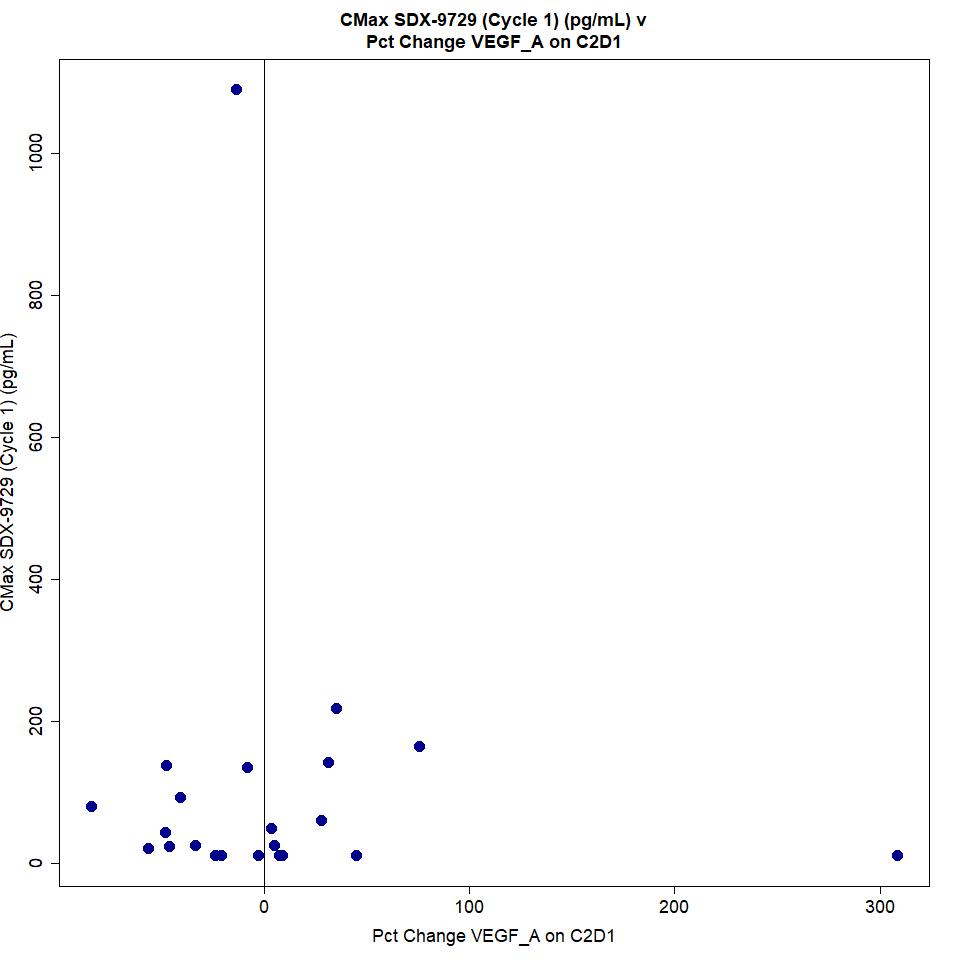 CMax SDX-9729 (Cycle 1) (pg/mL) v
Pct Change VEGF_A on C2D1
CMax SDX-9729 (Cycle 1) (pg/mL)
1000
800
600
400
200
0
0
100
200
300
Pct Change VEGF_A on C2D1